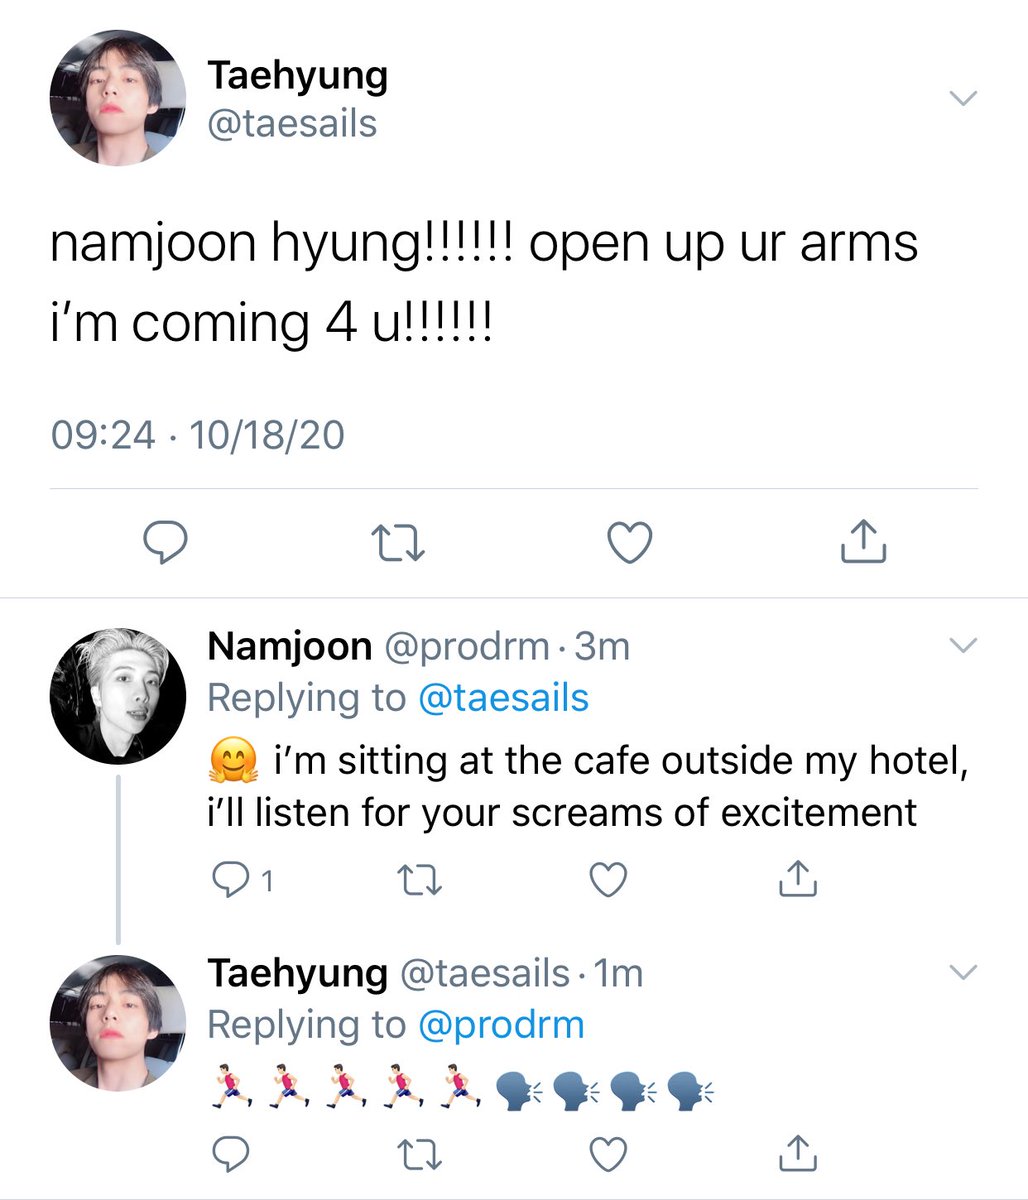 Taehyung
@taesails
namjoon hyung!!!!!! open up ur arms
i’m coming 4 u!!!!!!
09:24 · 10/18/20
Namjoon @prodrm · 3m
Replying to @taesails
🤗 i’m sitting at the cafe outside my hotel,
i’ll listen for your screams of excitement
1
Taehyung @taesails · 1m
Replying to @prodrm
🏃🏻🏃🏻🏃🏻🏃🏻🏃🏻🗣🗣🗣🗣